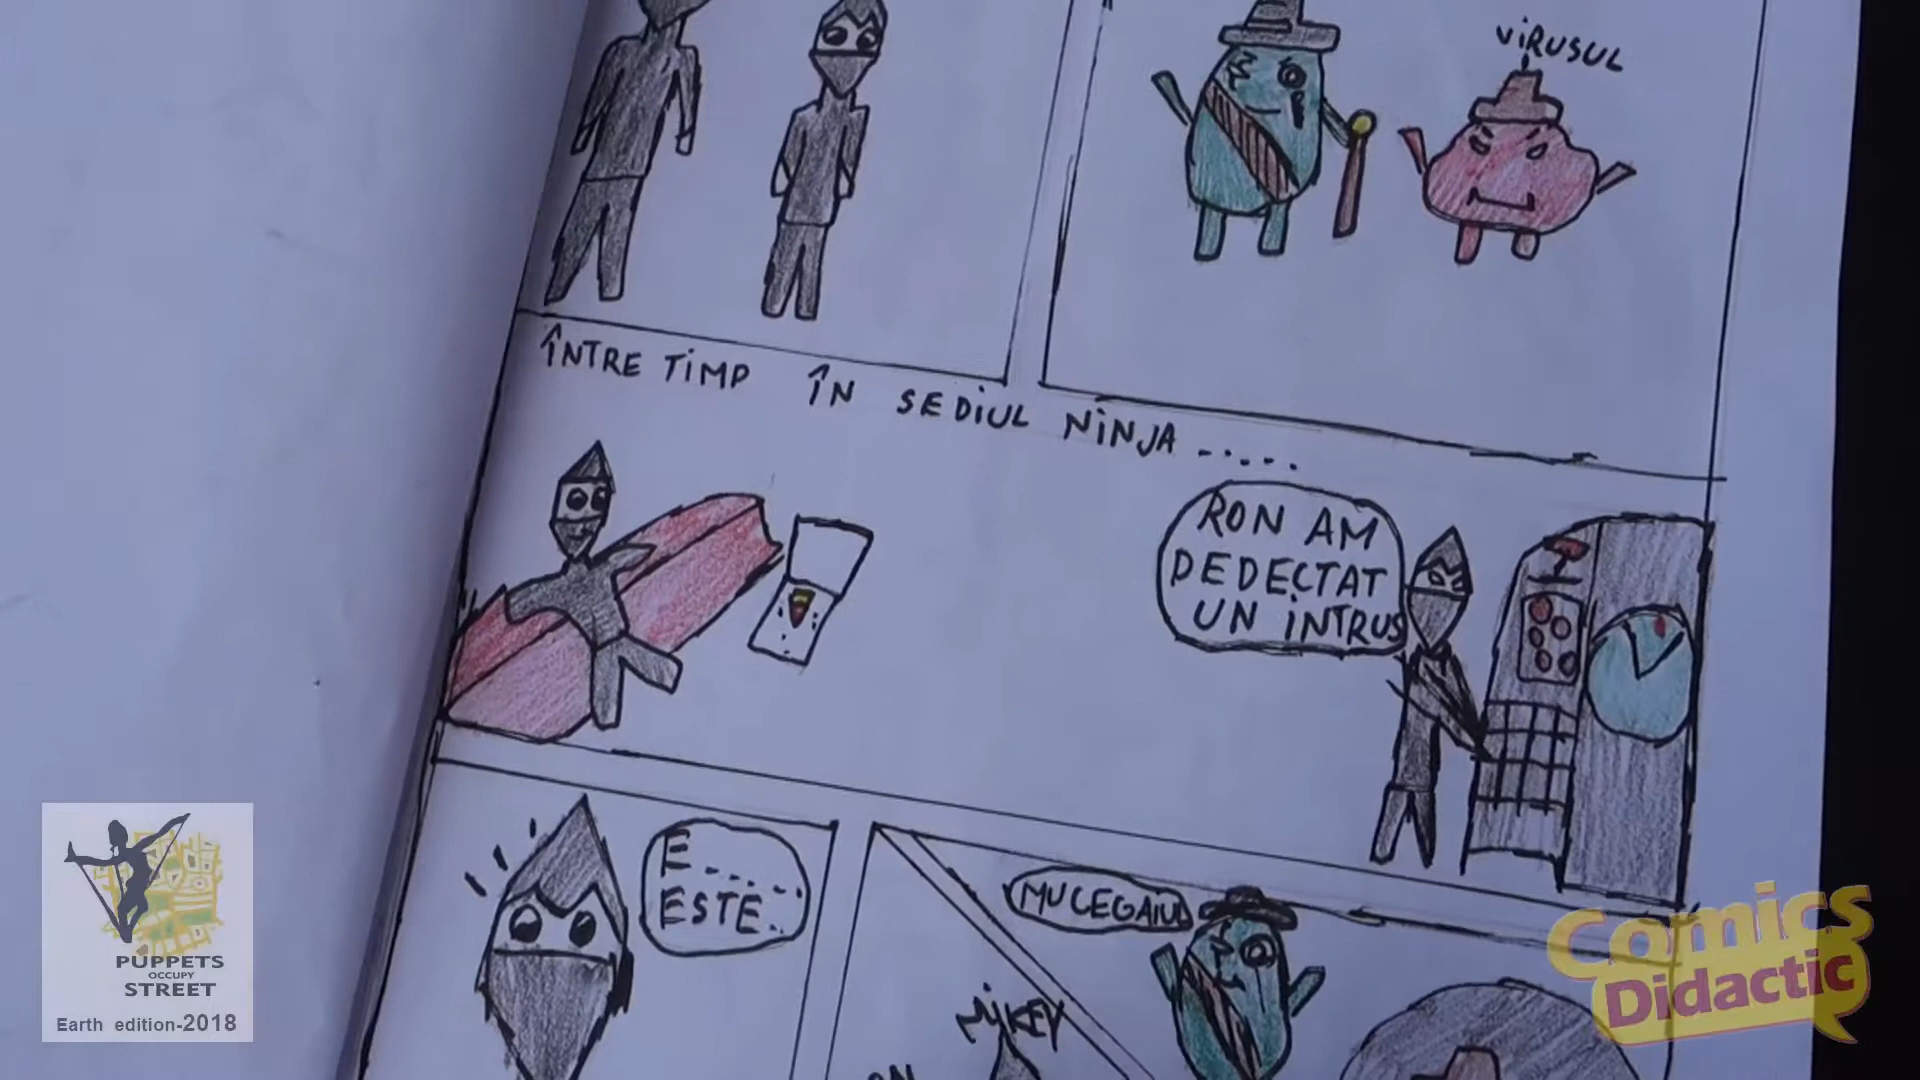 VIRUSUL
ÎNTRE TIMP ÎN SEDIUL NINJA.....
RON AM
DEDECTAT
UN INTRUS
E.....
ESTE..
MUCEGAIUL
MIKEY
PUPPETS
OCCUPY
STREET
Earth edition-2018
Comics
Didactic